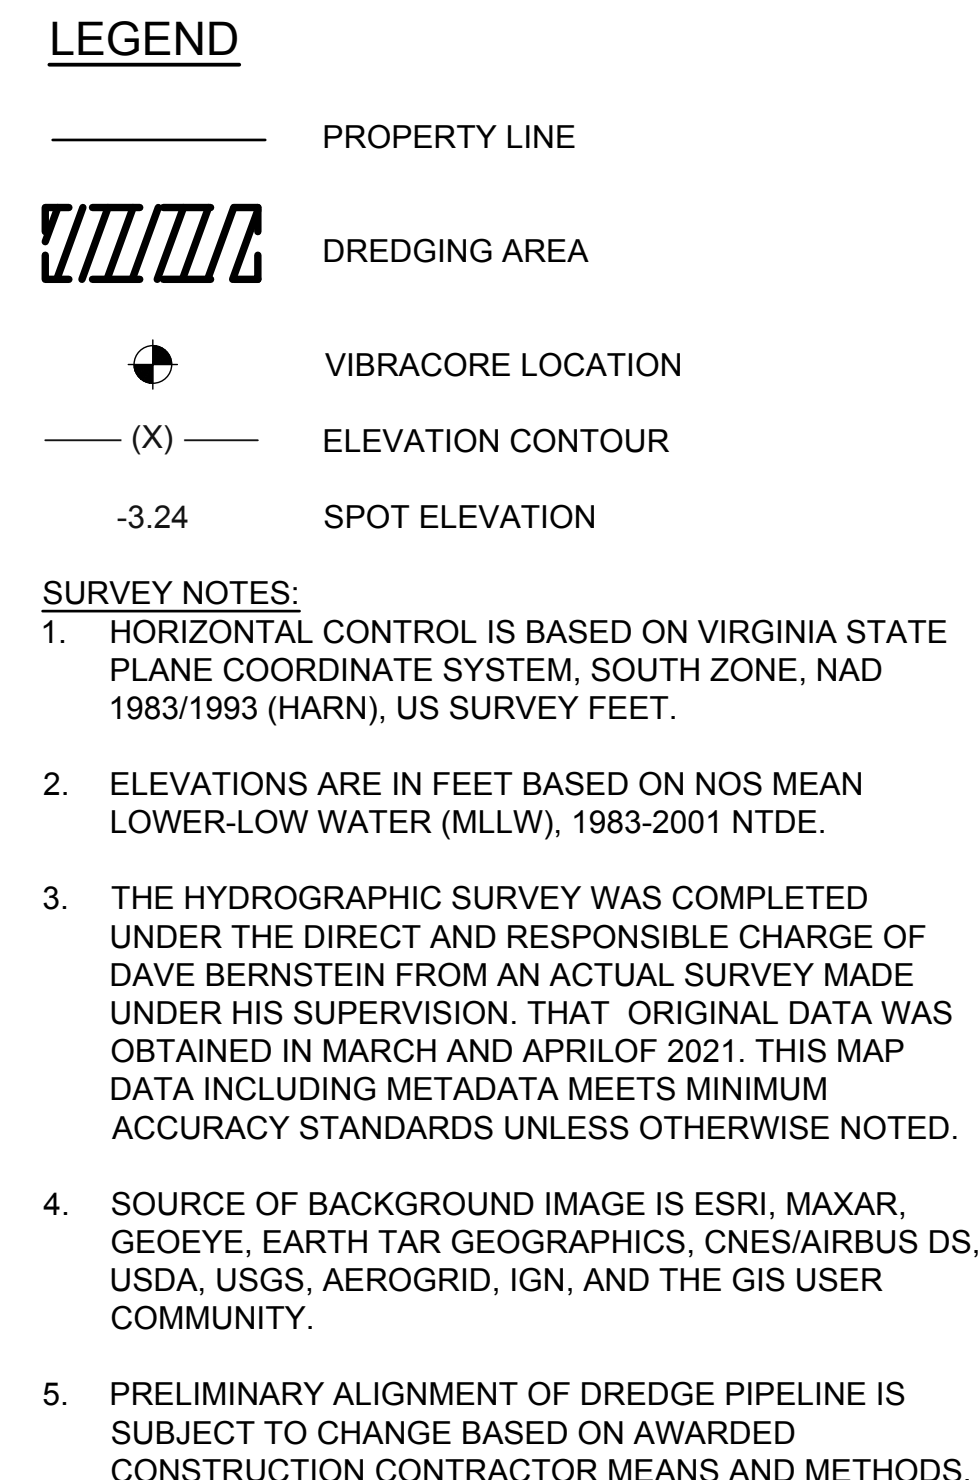 LEGEND
PROPERTY LINE
DREDGING AREA
VIBRACORE LOCATION
(X) ELEVATION CONTOUR
-3.24 SPOT ELEVATION
SURVEY NOTES:
1. HORIZONTAL CONTROL IS BASED ON VIRGINIA STATE
PLANE COORDINATE SYSTEM, SOUTH ZONE, NAD
1983/1993 (HARN), US SURVEY FEET.
2. ELEVATIONS ARE IN FEET BASED ON NOS MEAN
LOWER-LOW WATER (MLLW), 1983-2001 NTDE.
3. THE HYDROGRAPHIC SURVEY WAS COMPLETED
UNDER THE DIRECT AND RESPONSIBLE CHARGE OF
DAVE BERNSTEIN FROM AN ACTUAL SURVEY MADE
UNDER HIS SUPERVISION. THAT ORIGINAL DATA WAS
OBTAINED IN MARCH AND APRILOF 2021. THIS MAP
DATA INCLUDING METADATA MEETS MINIMUM
ACCURACY STANDARDS UNLESS OTHERWISE NOTED.
4. SOURCE OF BACKGROUND IMAGE IS ESRI, MAXAR,
GEOEYE, EARTH TAR GEOGRAPHICS, CNES/AIRBUS DS,
USDA, USGS, AEROGRID, IGN, AND THE GIS USER
COMMUNITY.
5. PRELIMINARY ALIGNMENT OF DREDGE PIPELINE IS
SUBJECT TO CHANGE BASED ON AWARDED
CONSTRUCTION CONTRACTOR MEANS AND METHODS.